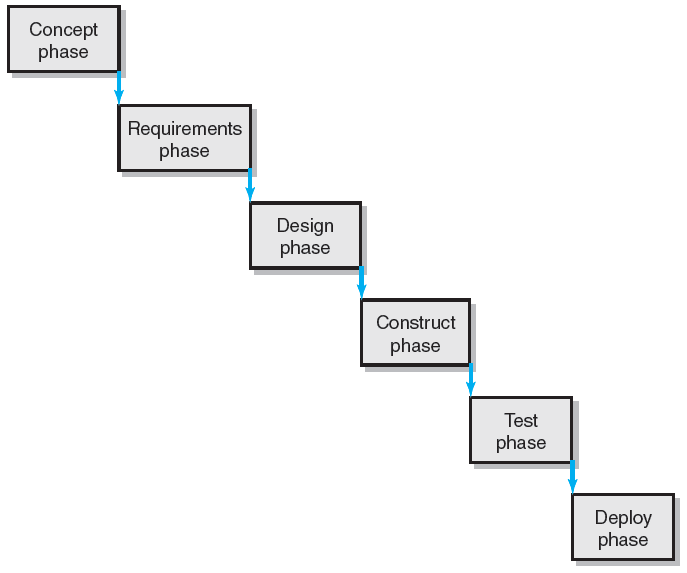 Concept
phase
Requirements
phase
Design
phase
Construct
phase
Test
phase
Deploy
phase